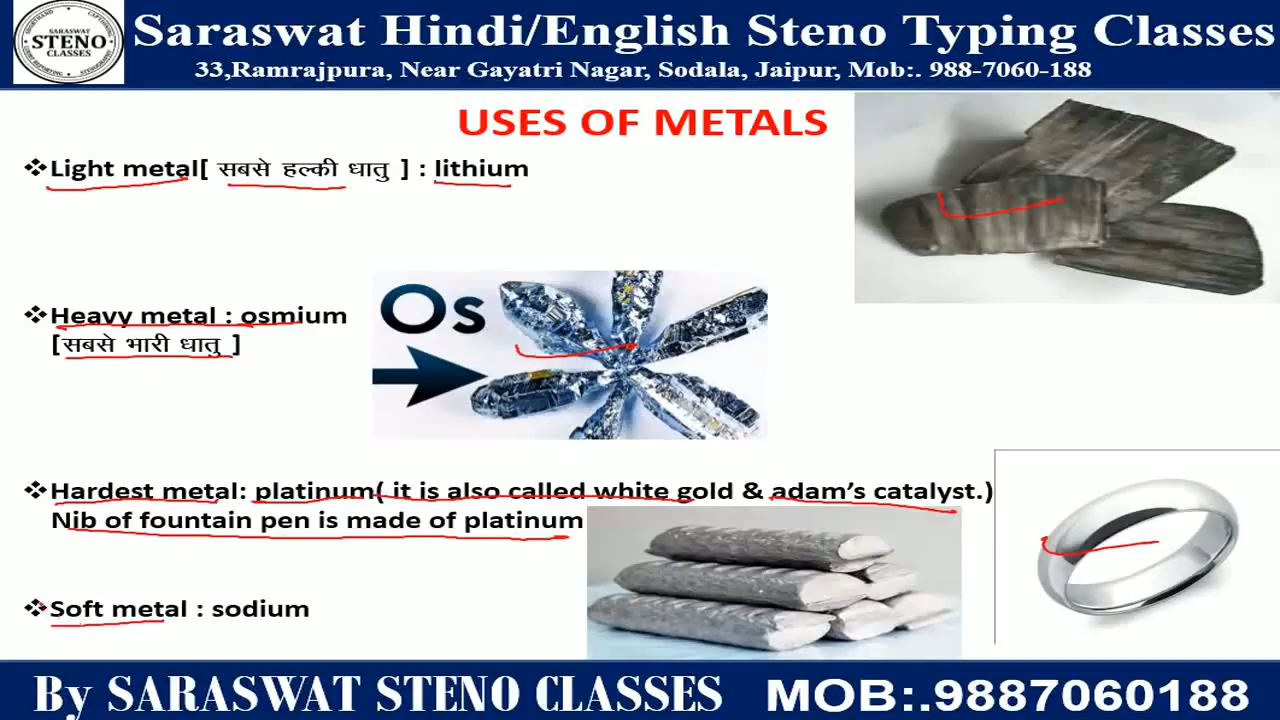 Saraswat Hindi/English Steno Typing Classes
SARASWAT
STENO
CLASSES
33,Ramrajpura, Near Gayatri Nagar, Sodala, Jaipur, Mob:. 988-7060-188
USES OF METALS
❖Light metal[ सबसे हल्की धातु ] : lithium
❖Heavy metal : osmium
[सबसे भारी धातु ]
Os
❖Hardest metal: platinum( it is also called white gold & adam's catalyst.)
Nib of fountain pen is made of platinum
❖Soft metal : sodium
By SARASWAT STENO CLASSES
MOB:.9887060188